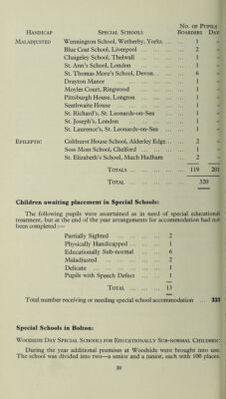 No. of Pupils
Handicap Special Schools Boarders Day
Maladjusted Wennington School, Wetherby, Yorks. ... 1 -
Blue Coat School, Liverpool ... ... 2 -
Chaigeley School, Thelwall ... ... 1 -
St. Ann's School, London ... ... 1 -
St. Thomas More's School, Devon... ... 6 -
Drayton Manor ... ... ... 1 -
Moyles Court, Ringwood ... ... 1 -
Pittsburgh House, Longton ... ... 1 -
Seathwaite House ... ... ... 1 -
St. Richard's, St. Leonards-on-Sea ... 1 -
St. Joseph's, London ... ... 1 -
St. Laurence's, St. Leonards-on-Sea ... 1 -
Epileptic Colthurst House School, Alderley Edge... 2 -
Soss Moss School, Chelford ... ... 1 -
St. Elizabeth's School, Much Hadham 2 -
Totals ... ... ... 119 201
Total ... ... ... 320
Children awaiting placement in Special Schools:
The following pupils were ascertained as in need of special educational
treatment, but at the end of the year arrangements for accommodation had not
been completed :—
Partially Sighted ... ... ... 2
Physically Handicapped ... ... 1
Educationally Sub-normal ... ... 6
Maladjusted ... ... ... 2
Delicate ... ... ... 1
Pupils with Speech Defect ... ... 1
Total ... ... ... 13
Total number receiving or needing special school accommodation ... 333
Special Schools in Bolton:
Woodside Day Special Schools for Educationally Sub-normal Children:
During the year additional premises at Woodside were brought into use.
The school was divided into two—a senior and a junior, each with 100 places.